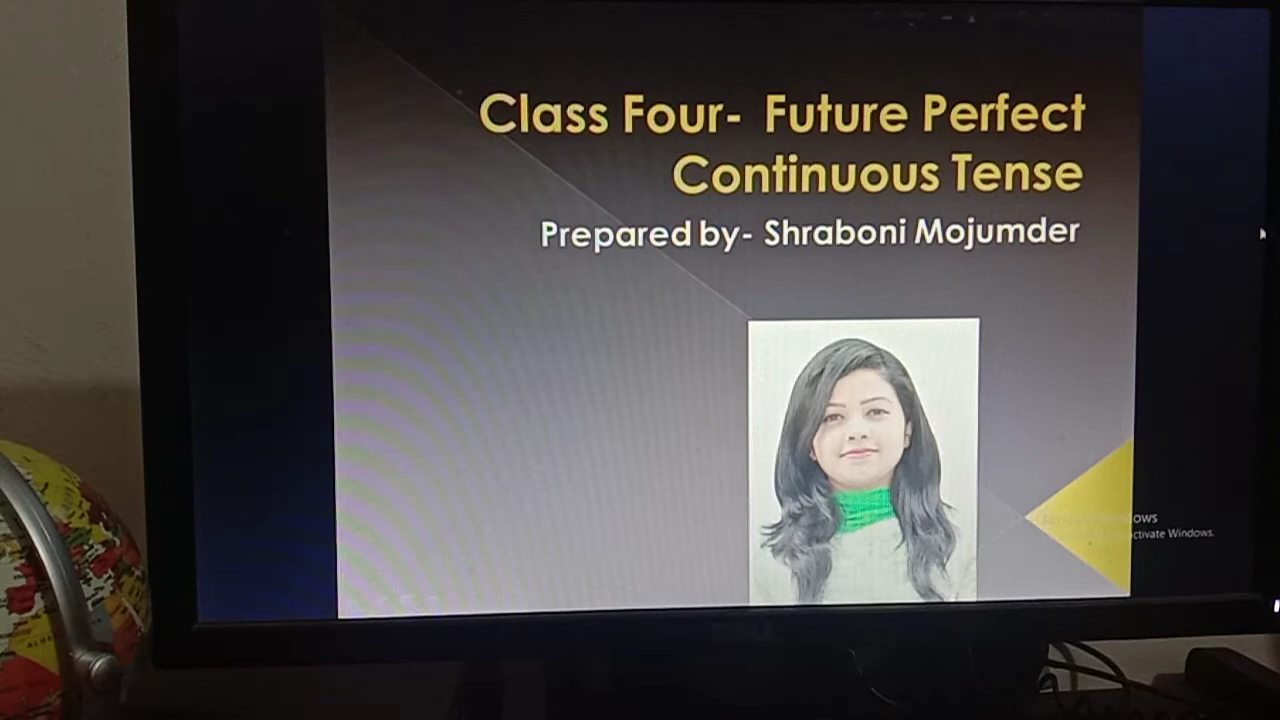 Class Four- Future Perfect
Continuous Tense
Prepared by- Shraboni Mojumder
ctivate Windows.